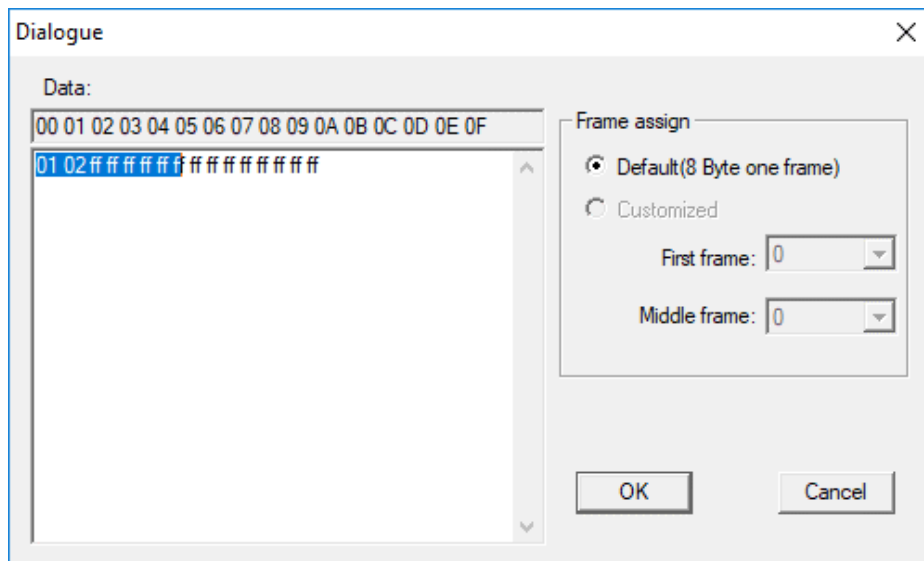 Dialogue
Data:
00 01 02 03 04 05 06 07 08 09 0A 0B 0C 0D 0E 0F
01 02 ff ff ff ff ff ff ff ff ff ff ff ff ff ff
Frame assign
Default(8 Byte one frame)
Customized
First frame: 0
Middle frame: 0
OK
Cancel